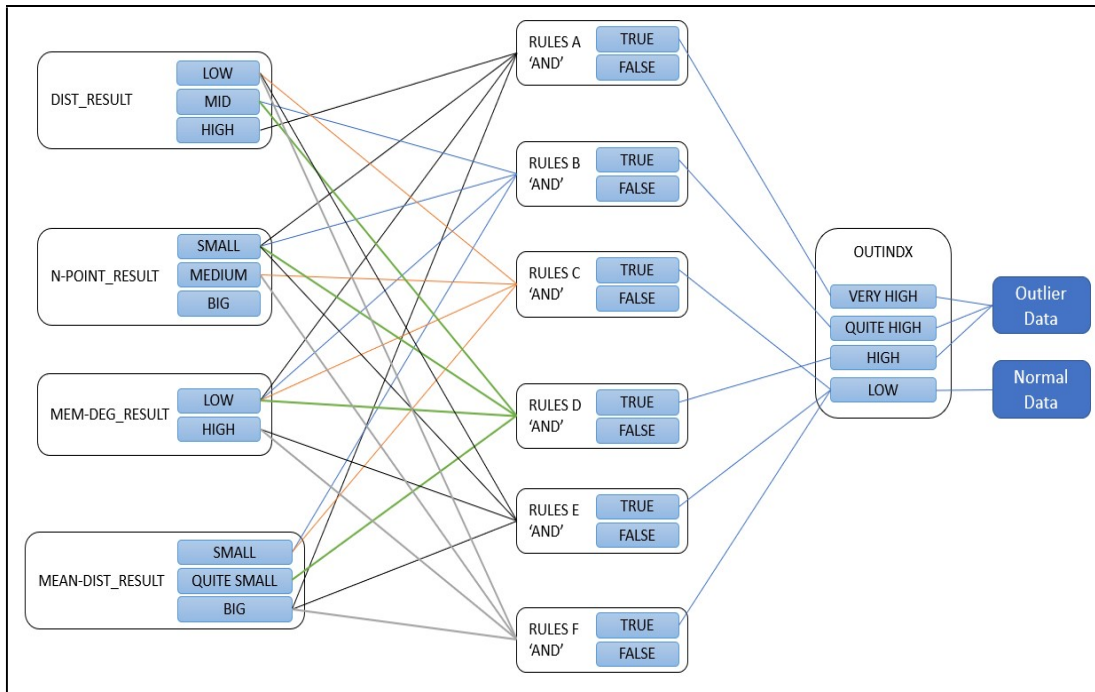 DIST_RESULT
LOW
MID
HIGH
N-POINT_RESULT
SMALL
MEDIUM
BIG
MEM-DEG_RESULT
LOW
HIGH
MEAN-DIST_RESULT
SMALL
QUITE SMALL
BIG
RULES A
'AND'
TRUE
FALSE
RULES B
'AND'
TRUE
FALSE
RULES C
'AND'
TRUE
FALSE
RULES D
'AND'
TRUE
FALSE
RULES E
'AND'
TRUE
FALSE
RULES F
'AND'
TRUE
FALSE
OUTINDX
VERY HIGH
QUITE HIGH
HIGH
LOW
Outlier
Data
Normal
Data